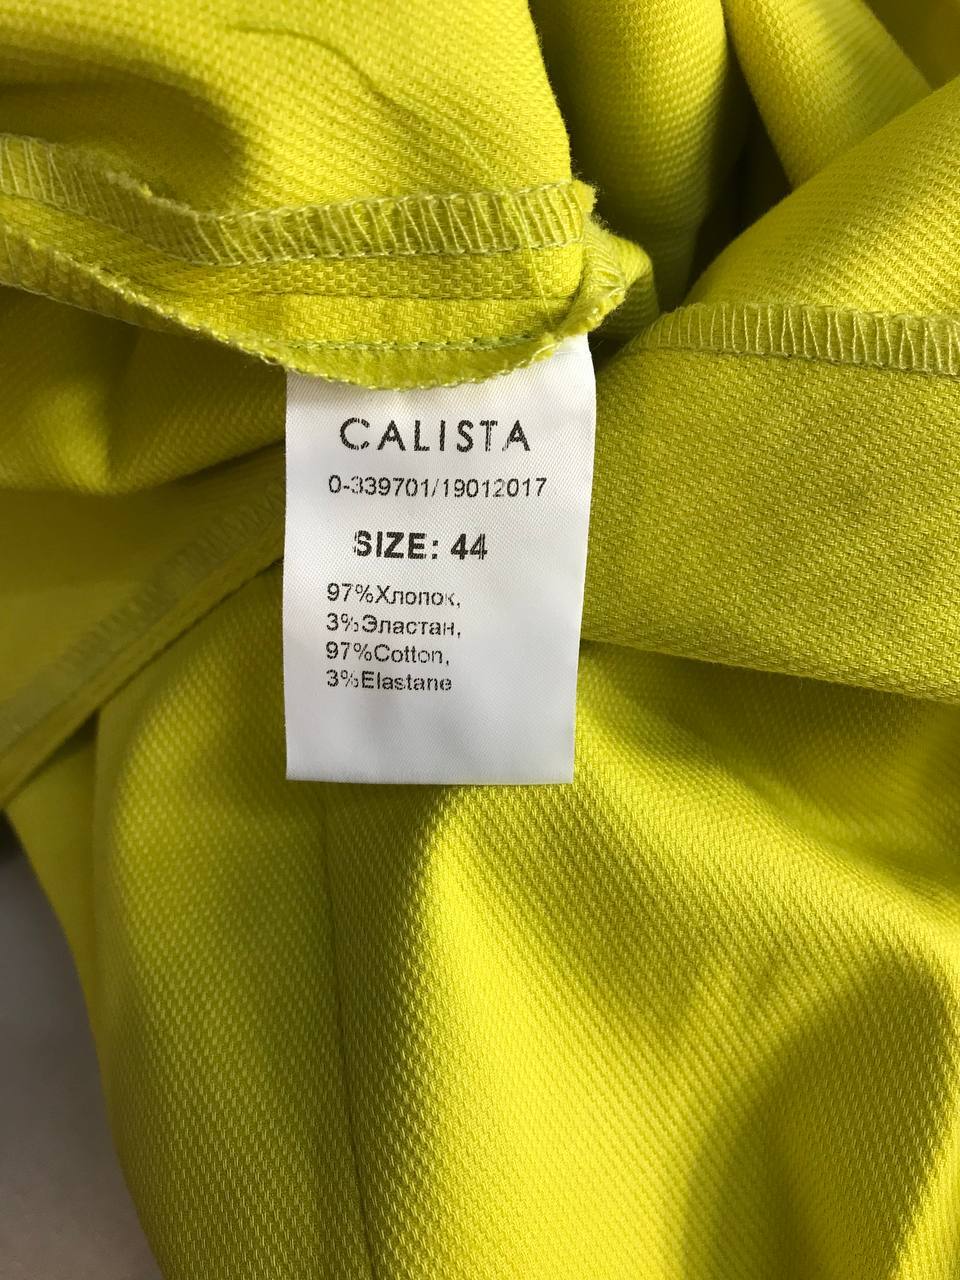 CALISTA
0-339701/19012017
SIZE: 44
97%Хлопок,
3%Эластан,
97%Cotton,
3%Elastane